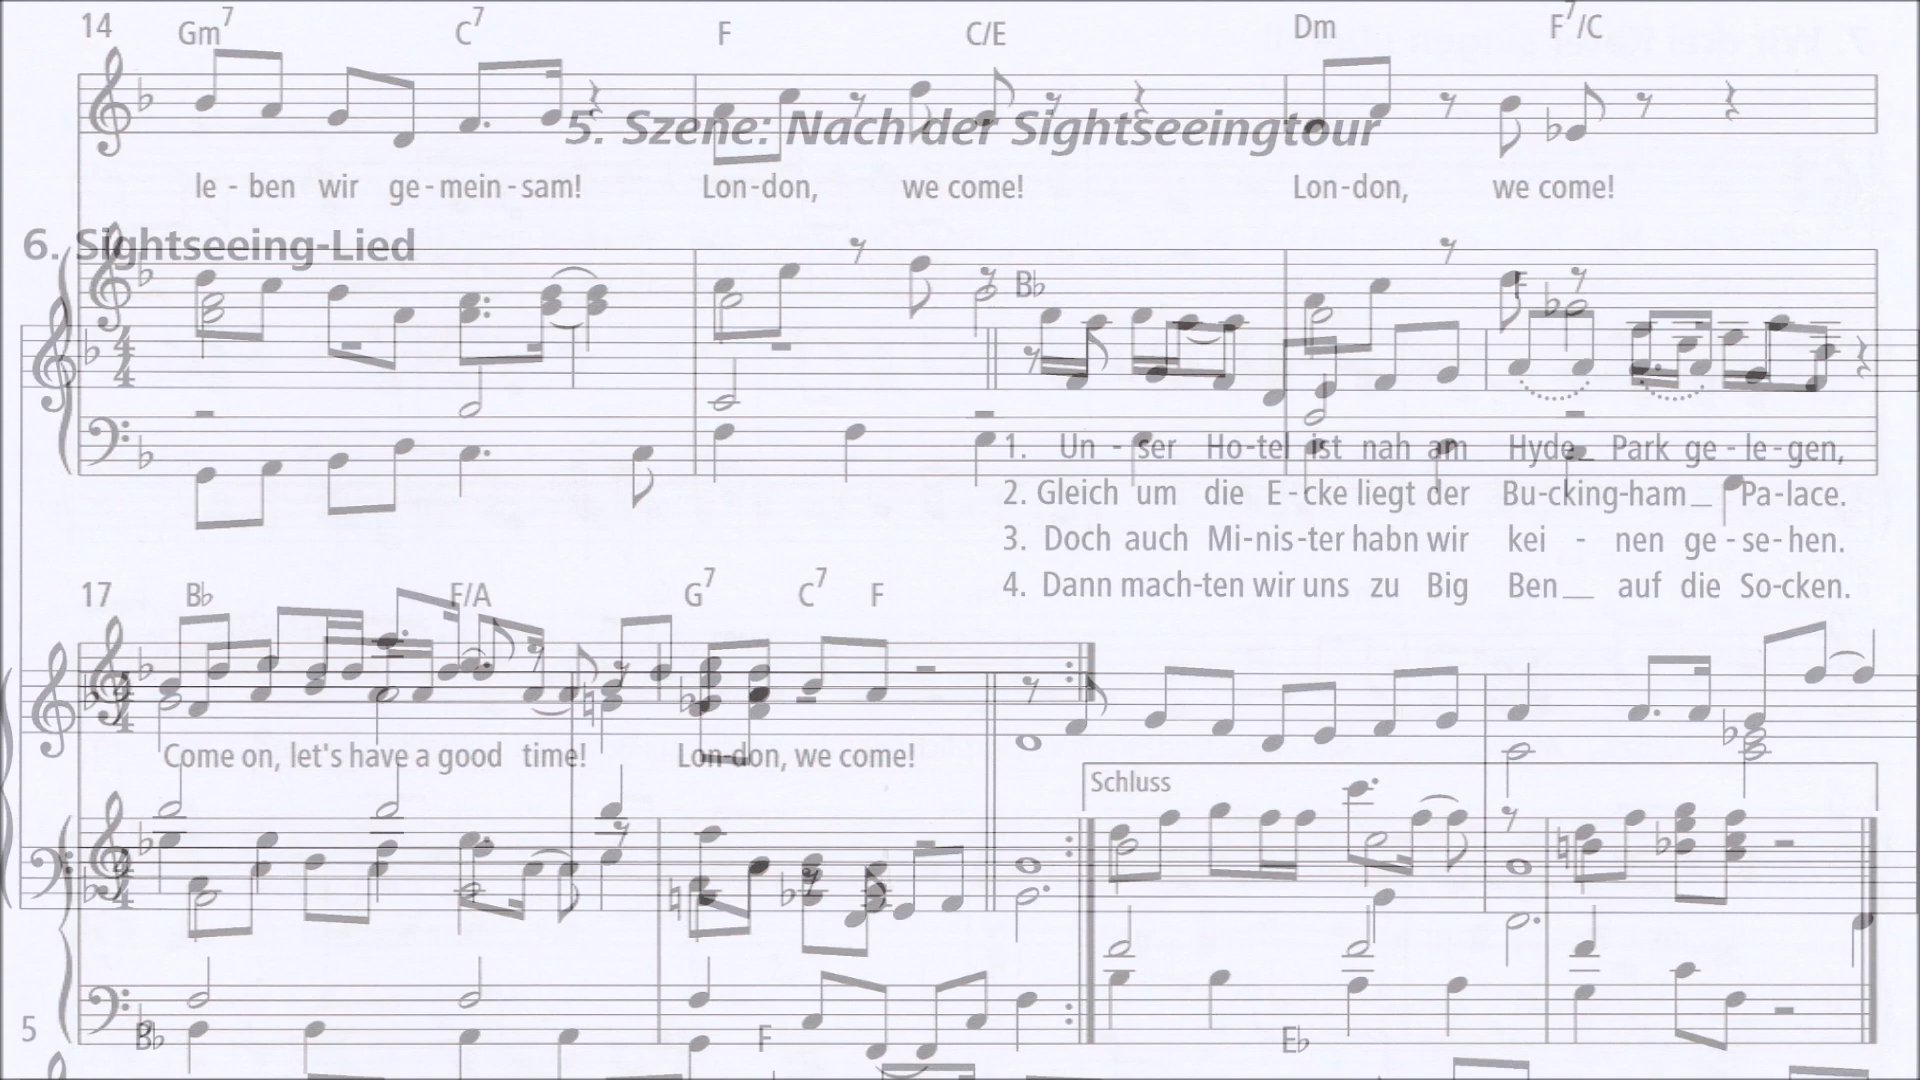 14 Gm7 C7 F C/E Dm F7/C
5. Szene: Nach der Sightseeingtour
le - ben wir ge - mein - sam! Lon - don, we come! Lon - don, we come!
6. Sightseeing-Lied
B♭ F
1. Un - ser Ho - tel ist nah am Hyde_ Park ge - le - gen,
2. Gleich um die E - cke liegt der Bu - cking - ham_ Pa - lace.
3. Doch auch Mi - nis - ter habn wir kei - nen ge - se - hen.
4. Dann mach - ten wir uns zu Big Ben_ auf die So - cken.
17 B♭ F/A G7 C7 F
Come on, let's have a good time! Lon - don, we come!
Schluss
5 B♭ F E♭